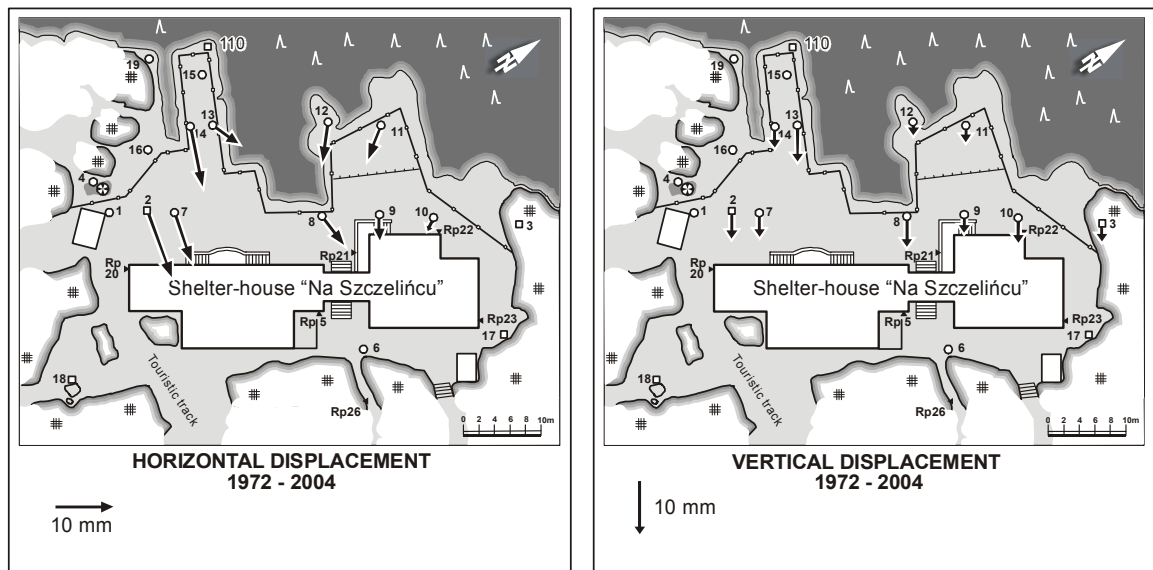 110
19
15
N
13
12
14
11
16
4
2
1
7
8
9
10
3
Rp22
Rp21
Rp
20
Shelter-house “Na Szczelińcu”
Rp23
Rp 5
17
6
18
Touristic track
Rp26
0 2 4 6 8 10m
HORIZONTAL DISPLACEMENT
1972 - 2004
10 mm
110
19
15
N
13
12
14
11
16
4
2
1
7
8
9
10
3
Rp22
Rp21
Rp
20
Shelter-house “Na Szczelińcu”
Rp23
Rp 5
17
6
18
Touristic track
Rp26
0 2 4 6 8 10m
VERTICAL DISPLACEMENT
1972 - 2004
10 mm